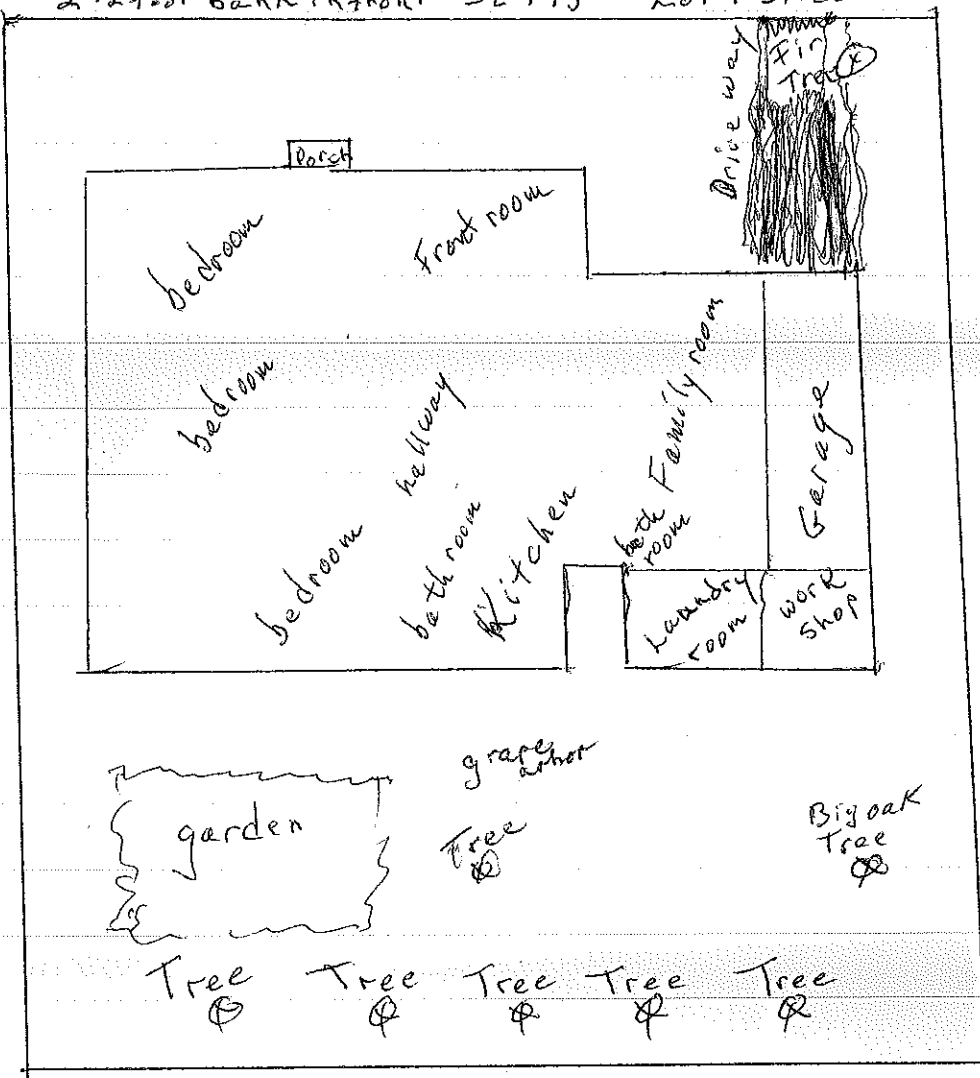 Fir
Tree
Drive way
Porch
bedroom
Front room
bedroom
hallway
Family room
Garage
bedroom
bathroom
Kitchen
bath
room
Laundry
room
work
shop
grape
arbor
garden
Tree
Big oak
Tree
Tree
Tree
Tree
Tree
Tree